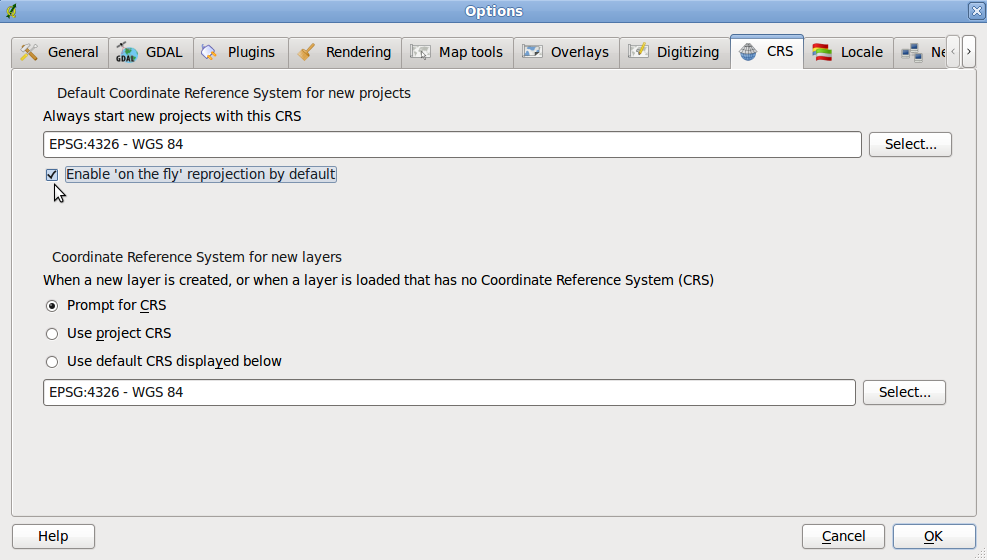 Options
General GDAL Plugins Rendering Map tools Overlays Digitizing CRS Locale Ne
GDAL
Default Coordinate Reference System for new projects
Always start new projects with this CRS
EPSG:4326 - WGS 84 Select...
Enable 'on the fly' reprojection by default
Coordinate Reference System for new layers
When a new layer is created, or when a layer is loaded that has no Coordinate Reference System (CRS)
Prompt for CRS
Use project CRS
Use default CRS displayed below
EPSG:4326 - WGS 84 Select...
Help Cancel OK